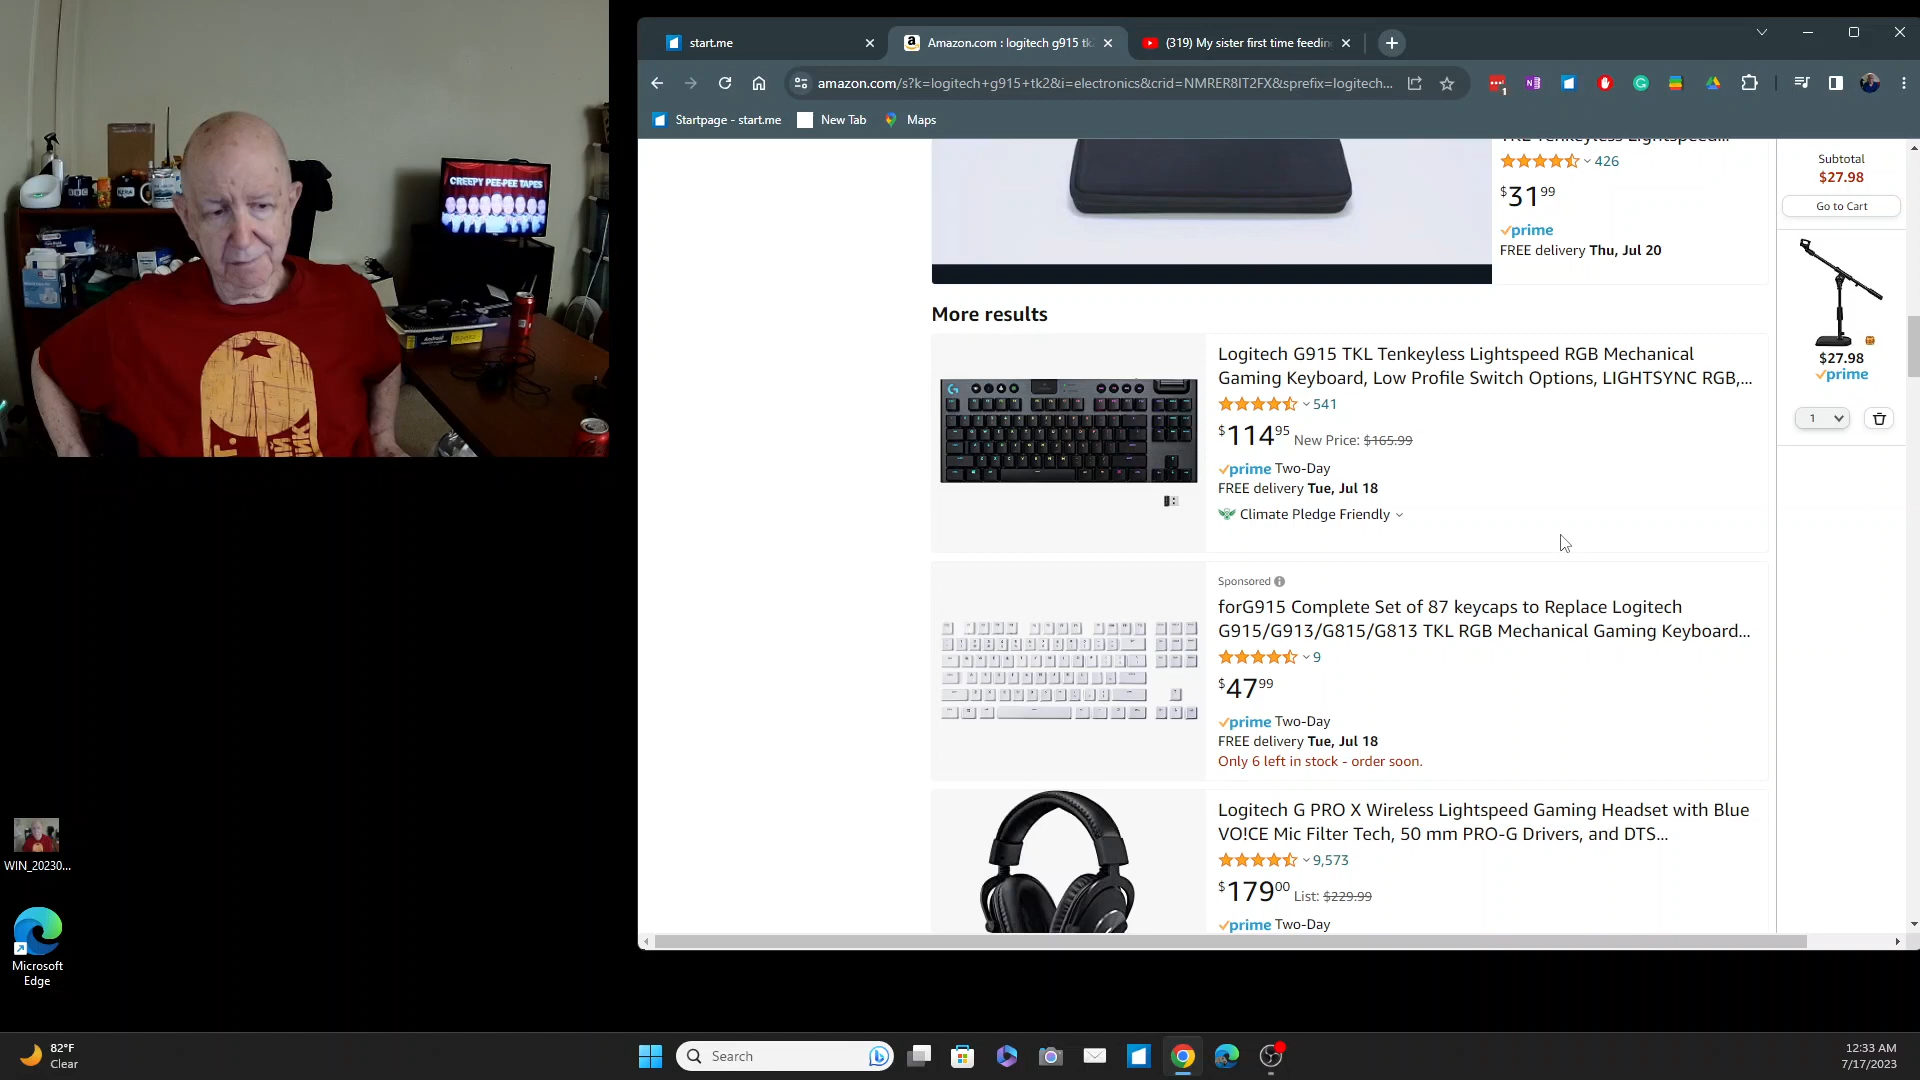 start.me
Amazon.com : logitech g915 tk
(319) My sister first time feedin
amazon.com/s?k=logitech+g915+tk2&i=electronics&crid=NMRER8IT2FX&sprefix=logitech...
1
Startpage - start.me
New Tab
Maps
CREEPY PEE-PEE TAPES
426
$31 99
prime
FREE delivery Thu, Jul 20
Subtotal
$27.98
Go to Cart
$27.98
prime
1
More results
Logitech G915 TKL Tenkeyless Lightspeed RGB Mechanical
Gaming Keyboard, Low Profile Switch Options, LIGHTSYNC RGB,...
541
$114 95 New Price: $165.99
prime Two-Day
FREE delivery Tue, Jul 18
Climate Pledge Friendly
Sponsored
forG915 Complete Set of 87 keycaps to Replace Logitech
G915/G913/G815/G813 TKL RGB Mechanical Gaming Keyboard...
9
$47 99
prime Two-Day
FREE delivery Tue, Jul 18
Only 6 left in stock - order soon.
Logitech G PRO X Wireless Lightspeed Gaming Headset with Blue
VO!CE Mic Filter Tech, 50 mm PRO-G Drivers, and DTS...
9,573
$179 00 List: $229.99
prime Two-Day
WIN_20230...
Microsoft
Edge
82°F
Clear
Search
12:33 AM
7/17/2023